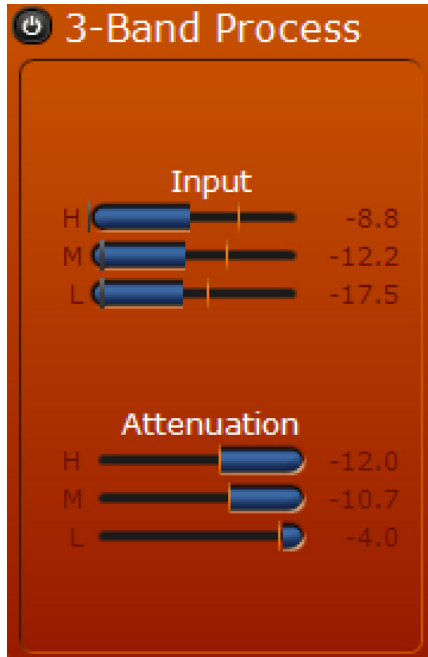 3-Band Process
Input
H -8.8
M -12.2
L -17.5
Attenuation
H -12.0
M -10.7
L -4.0